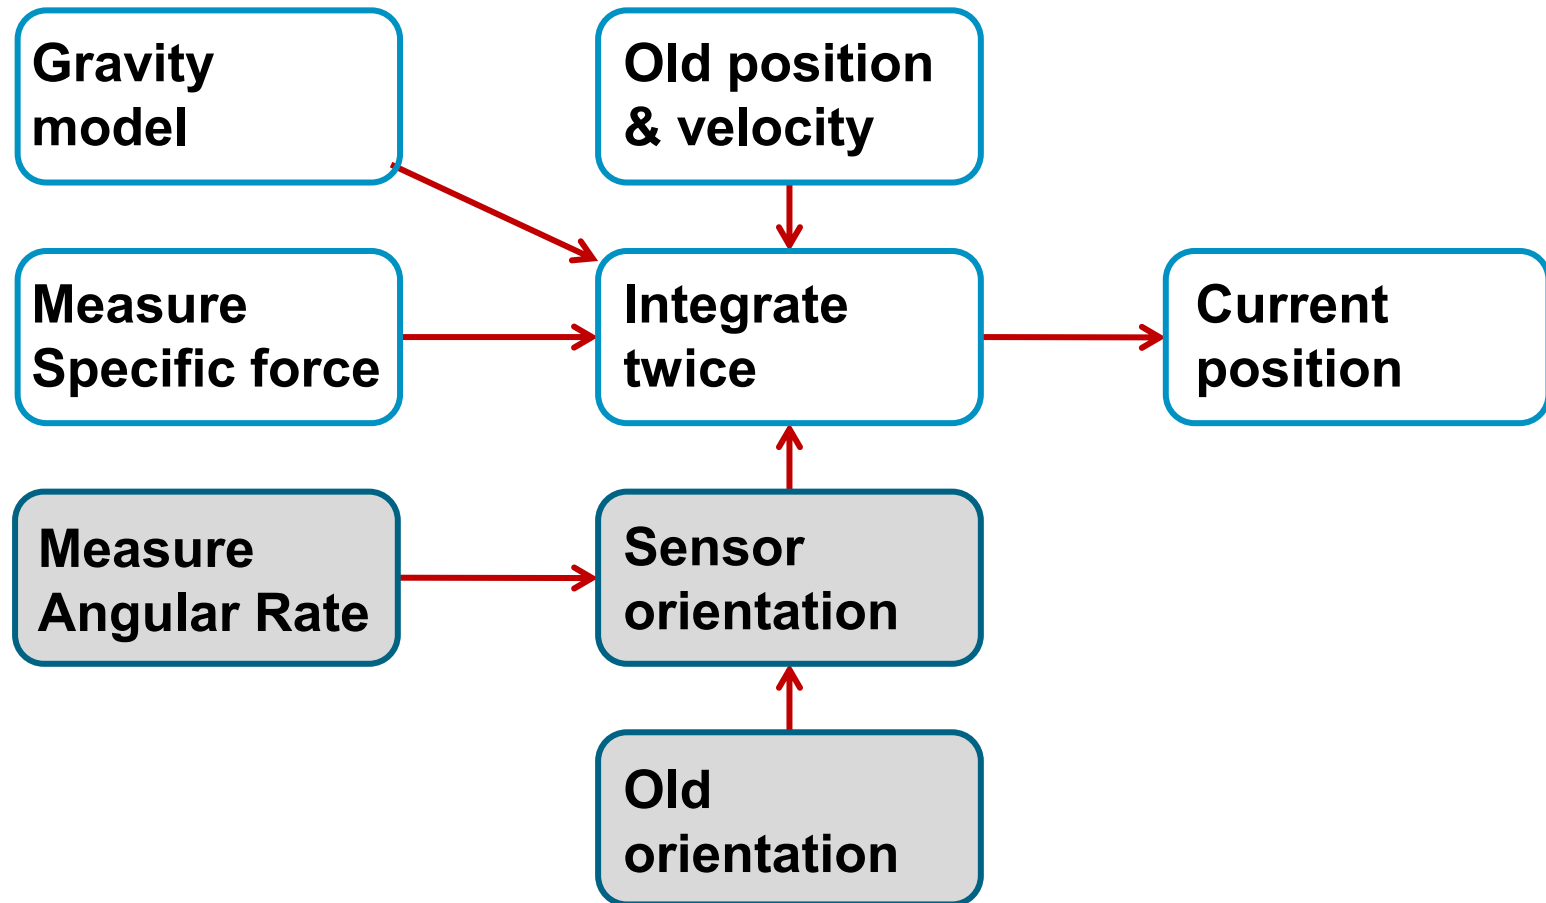 Gravity
model
Old position
& velocity
Measure
Specific force
Integrate
twice
Current
position
Measure
Angular Rate
Sensor
orientation
Old
orientation